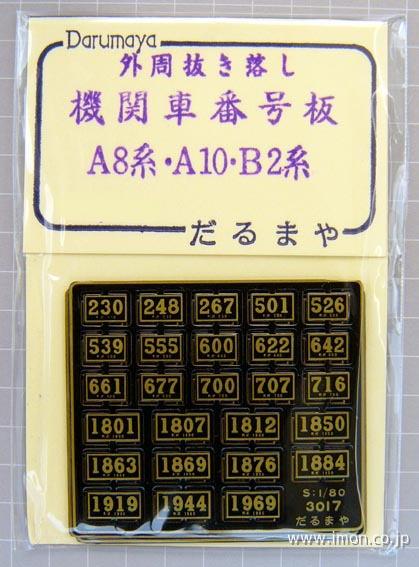 Darumaya
外周抜き落し
機関車番号板
A8系・A10・B2系
だるまや
230 248 267 501 526
539 555 600 622 642
661 677 700 707 716
1801 1807 1812 1850
1863 1869 1876 1884
1919 1944 1969
S:1/80
3017
だるまや
www.imon.co.jp